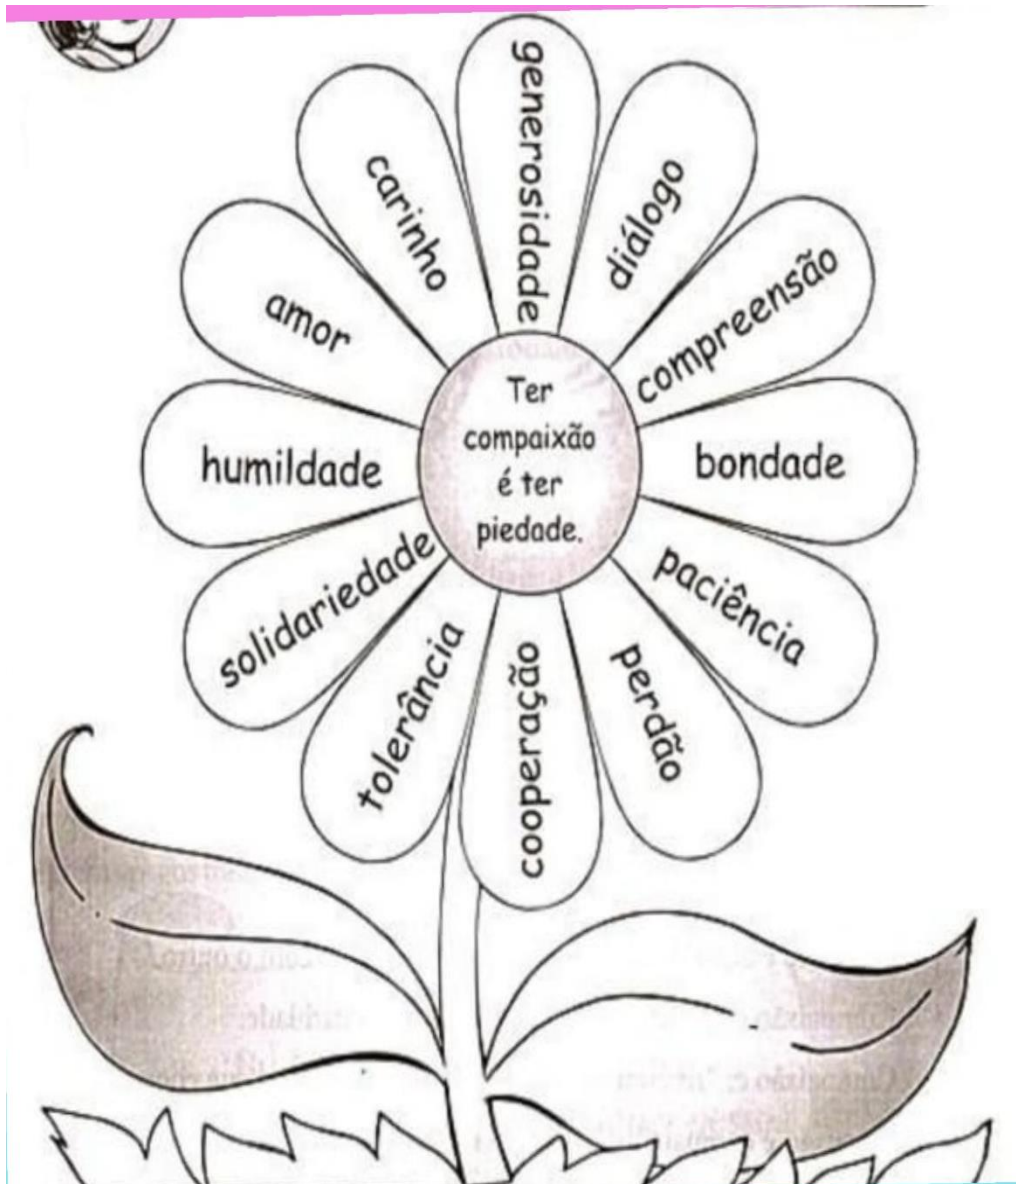 generosidade
diálogo
compreensão
bondade
paciência
perdão
cooperação
tolerância
solidariedade
humildade
amor
carinho
Ter
compaixão
é ter
piedade.